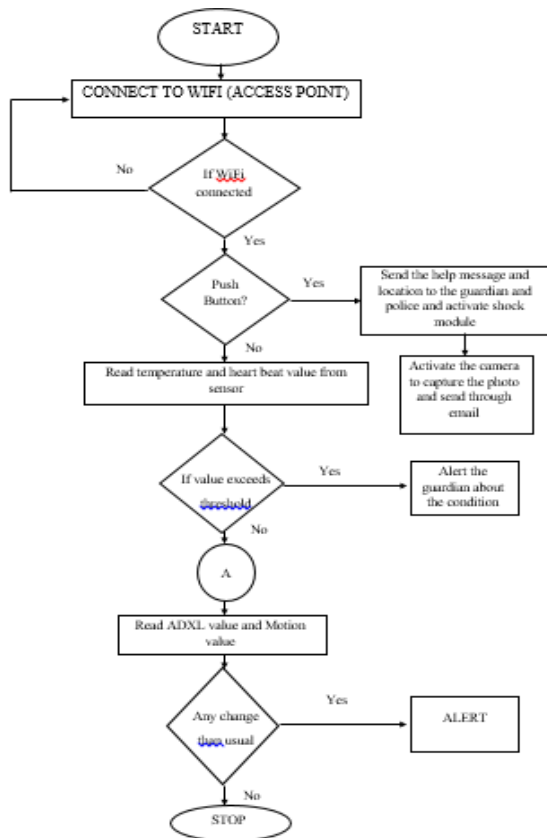 START
CONNECT TO WIFI (ACCESS POINT)
No
If WiFi
connected
Yes
Push
Button?
Yes
Send the help message and
location to the guardian and
police and activate shock
module
No
Read temperature and heart beat value from
sensor
Activate the camera
to capture the photo
and send through
email
If value exceeds
threshold
Yes
Alert the
guardian about
the condition
No
A
Read ADXL value and Motion
value
Any change
than usual
Yes
ALERT
No
STOP